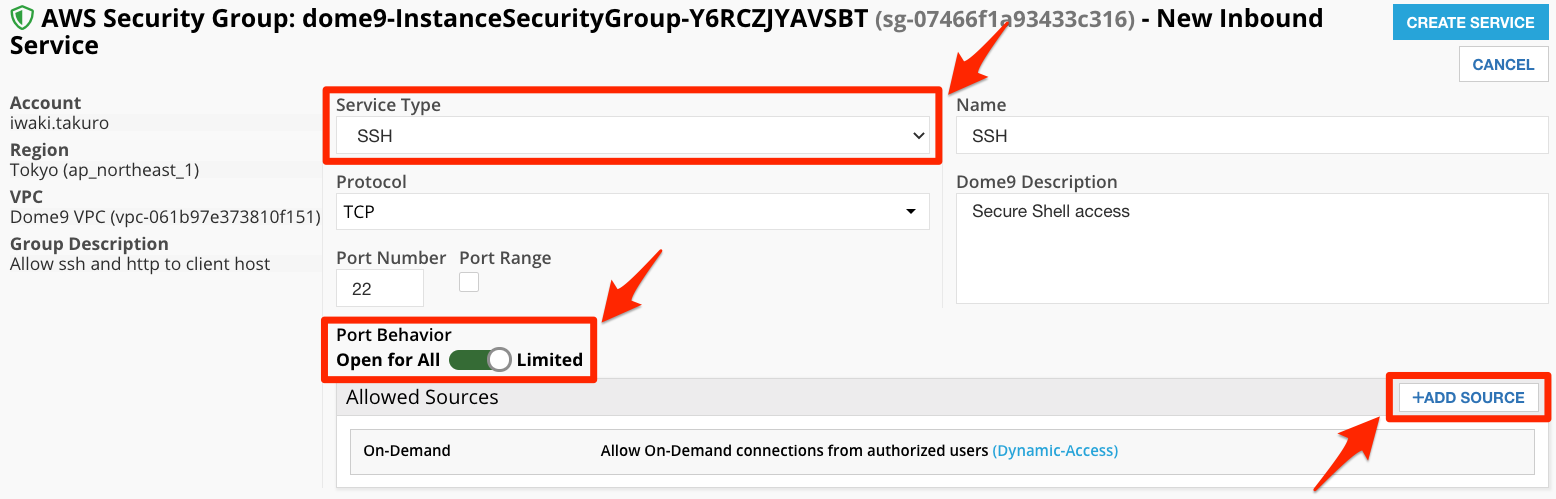 AWS Security Group: dome9-InstanceSecurityGroup-Y6RCZJYAVSBT (sg-07466f1a93433c316) - New Inbound
Service
CREATE SERVICE
CANCEL
Account
iwaki.takuro
Region
Tokyo (ap_northeast_1)
VPC
Dome9 VPC (vpc-061b97e373810f151)
Group Description
Allow ssh and http to client host
Service Type
SSH
Name
SSH
Protocol
TCP
Dome9 Description
Secure Shell access
Port Number Port Range
22
Port Behavior
Open for All Limited
Allowed Sources
+ADD SOURCE
On-Demand Allow On-Demand connections from authorized users (Dynamic-Access)